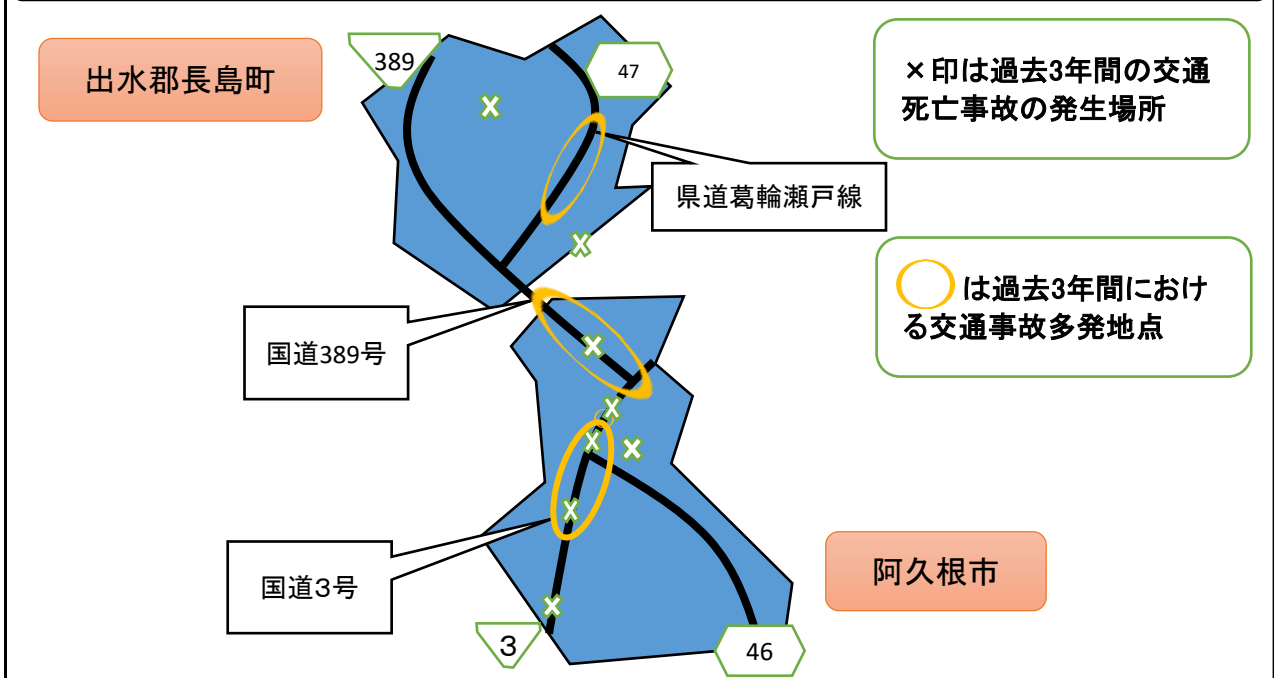 出水郡長島町
389
47
×印は過去3年間の交通
死亡事故の発生場所
県道葛輪瀬戸線
は過去3年間におけ
る交通事故多発地点
国道389号
国道３号
阿久根市
３
46